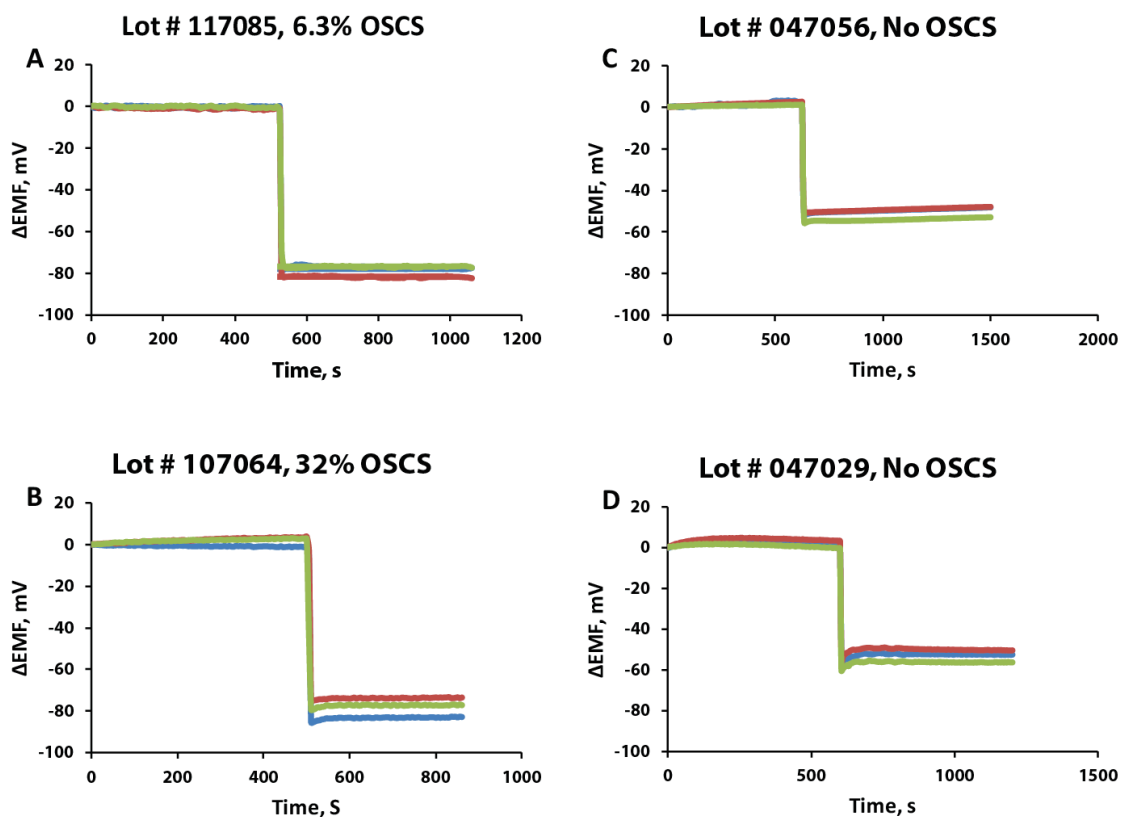 Lot # 117085, 6.3% OSCS
A
20
0
-20
-40
-60
-80
-100
ΔEMF, mV
0 200 400 600 800 1000 1200
Time, s
Lot # 047056, No OSCS
C
20
0
-20
-40
-60
-80
-100
ΔEMF, mV
0 500 1000 1500 2000
Time, s
Lot # 107064, 32% OSCS
B
20
0
-20
-40
-60
-80
-100
ΔEMF, mV
0 200 400 600 800 1000
Time, S
Lot # 047029, No OSCS
D
20
0
-20
-40
-60
-80
-100
ΔEMF, mV
0 500 1000 1500
Time, s